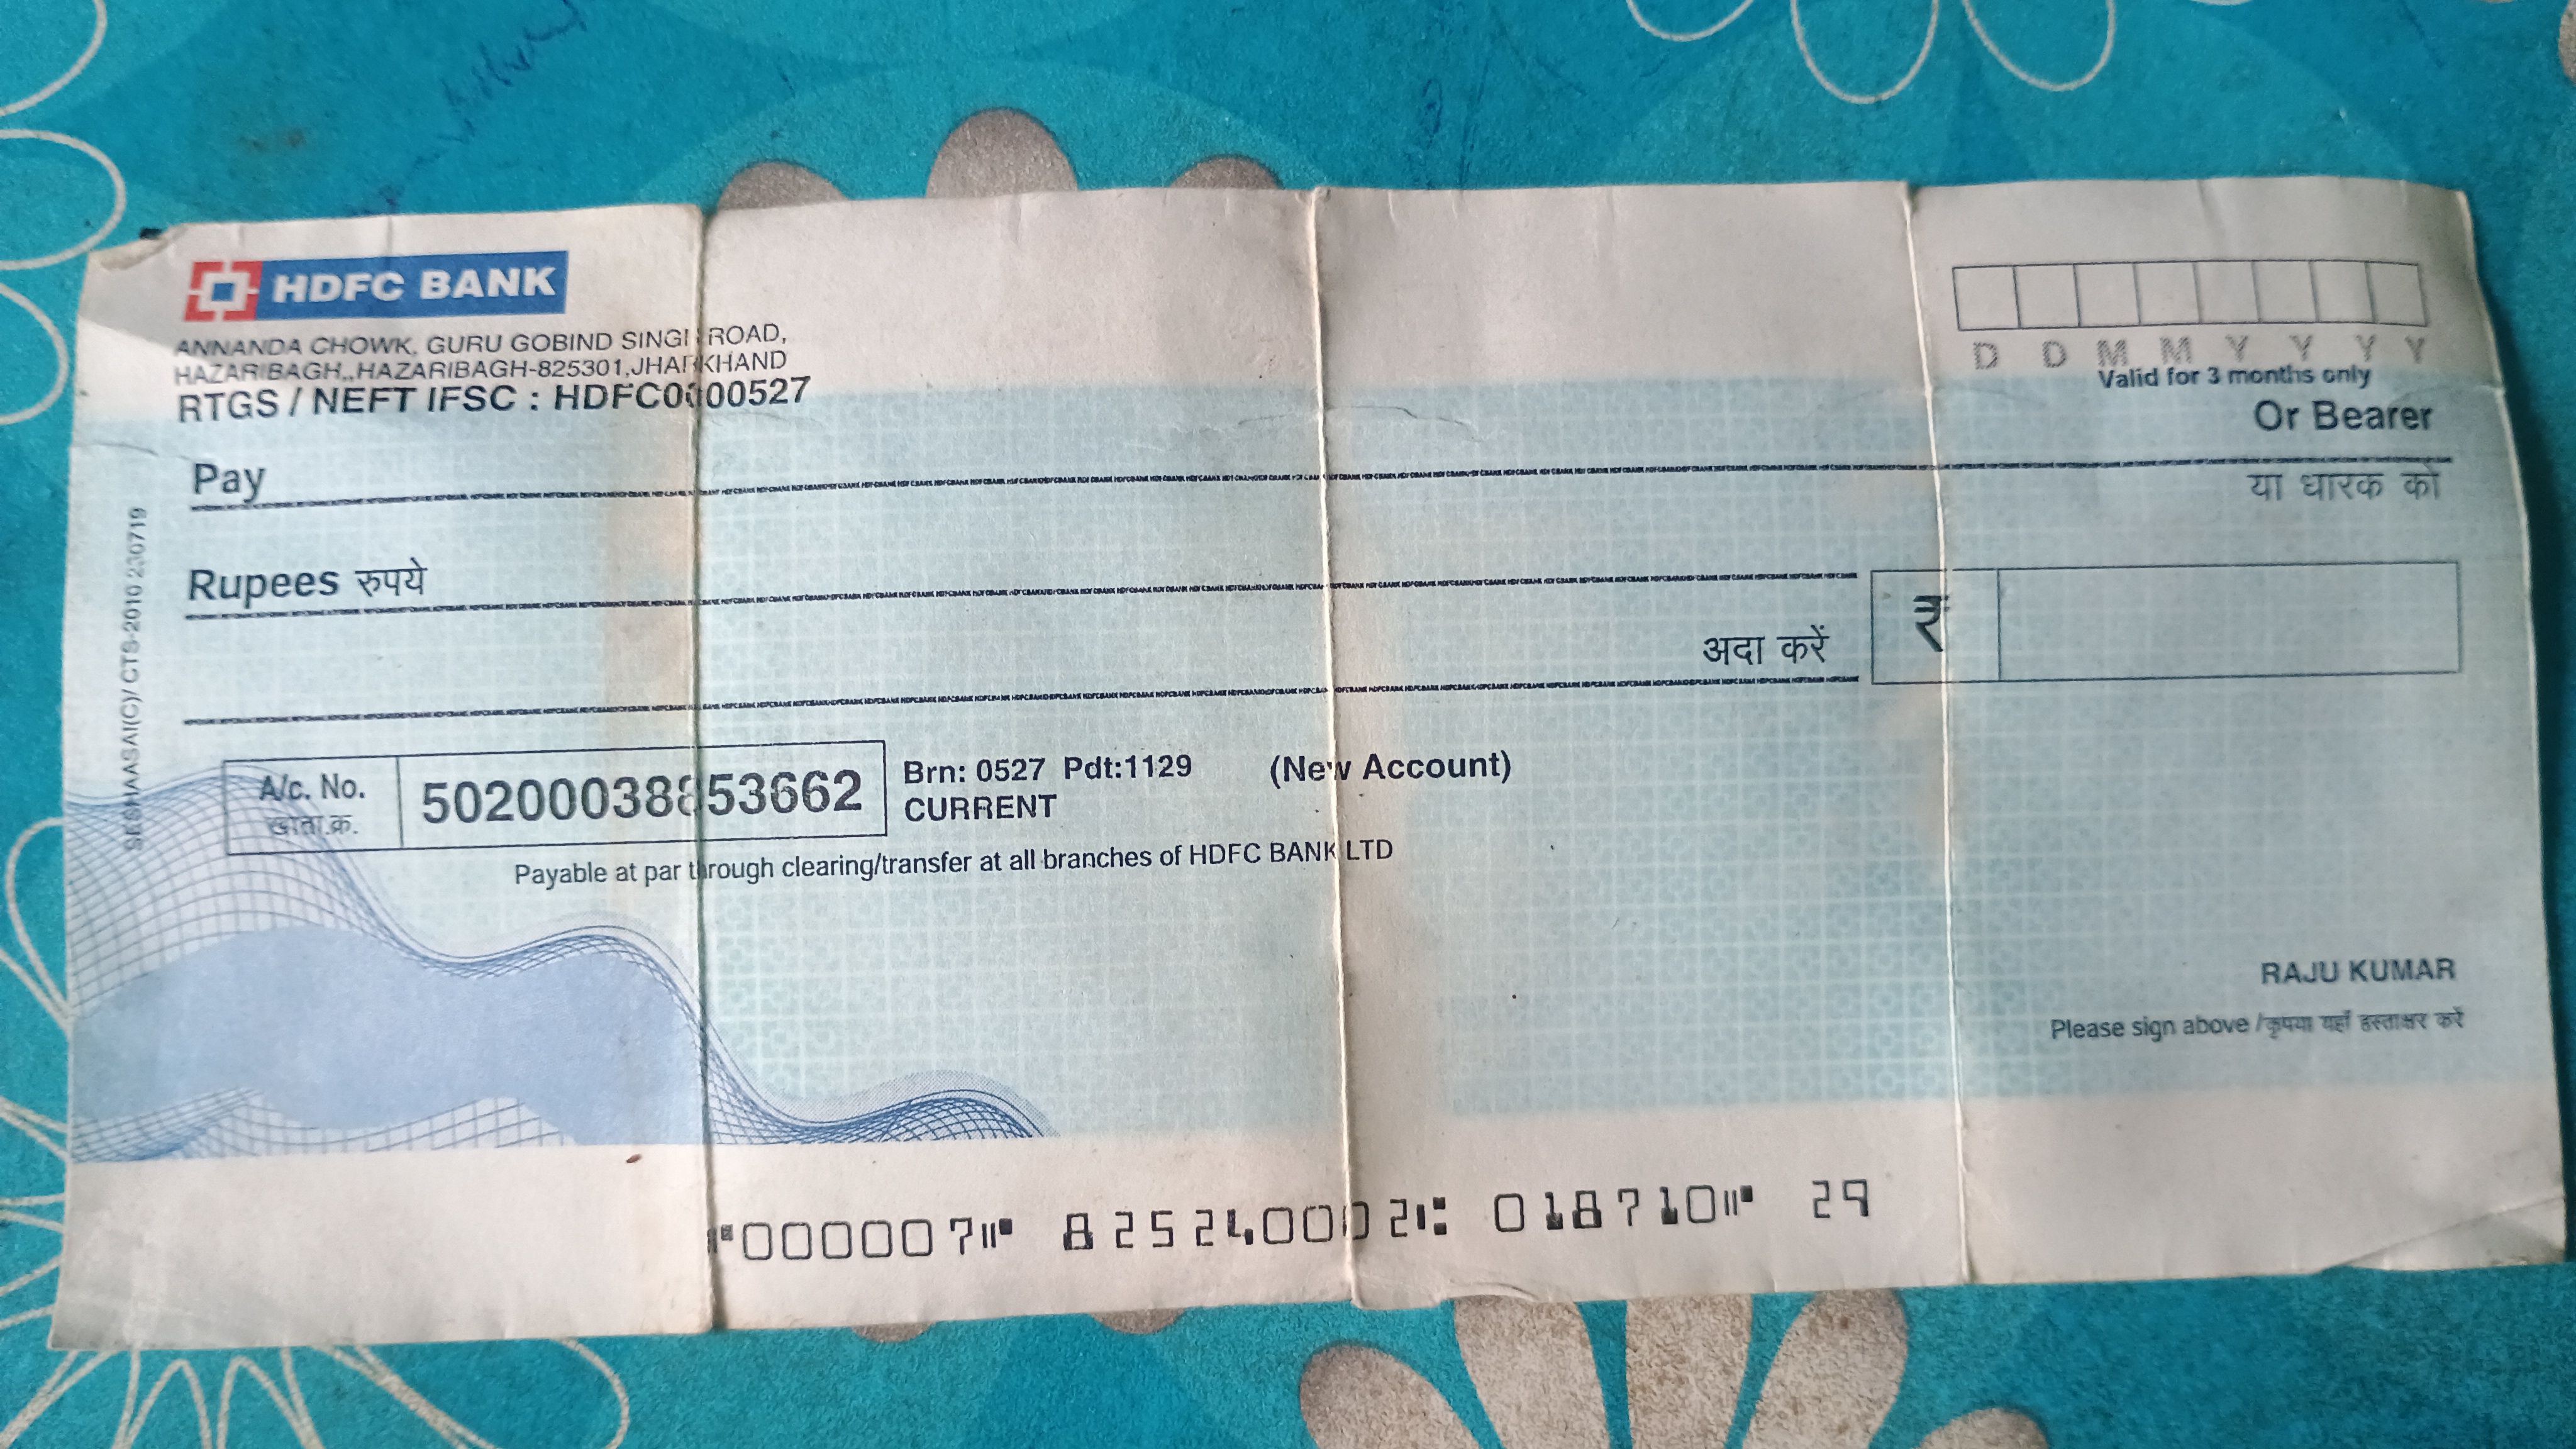 HDFC BANK
ANNANDA CHOWK, GURU GOBIND SINGH ROAD,
HAZARIBAGH,,HAZARIBAGH-825301,JHARKHAND
RTGS / NEFT IFSC : HDFC0000527
D D M M Y Y Y Y
Valid for 3 months only
Pay
Or Bearer
या धारक को
Rupees रुपये
अदा करें
₹
A/c. No.
खाता.क्र.
50200038853662
Brn: 0527 Pdt:1129 (New Account)
CURRENT
Payable at par through clearing/transfer at all branches of HDFC BANK LTD
RAJU KUMAR
Please sign above /कृपया यहाँ हस्ताक्षर करें
SESHAASAI(C)/ CTS-2010 230719
⑈000007⑈ 825240002⑆ 018710⑈ 29